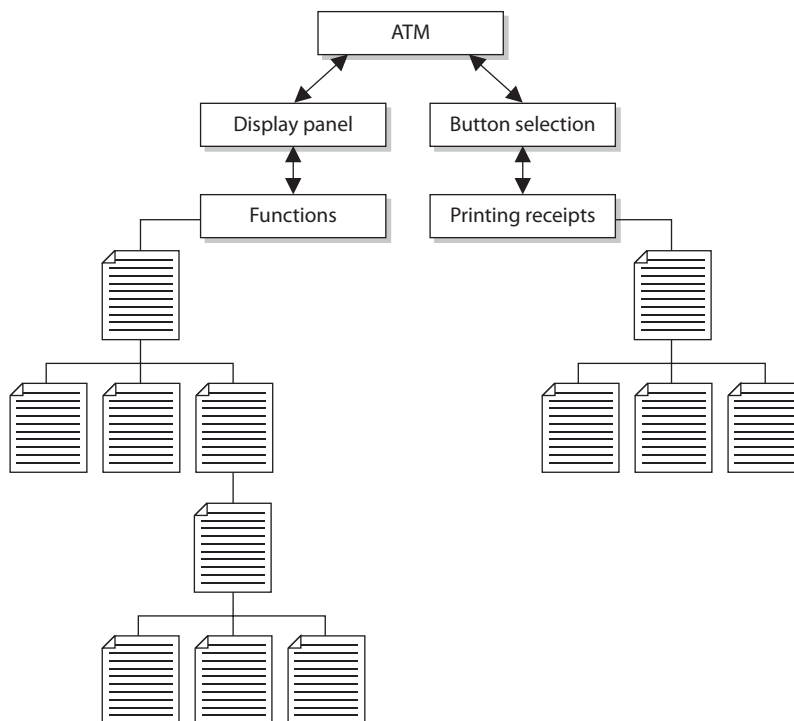 ATM
Display panel
Button selection
Functions
Printing receipts